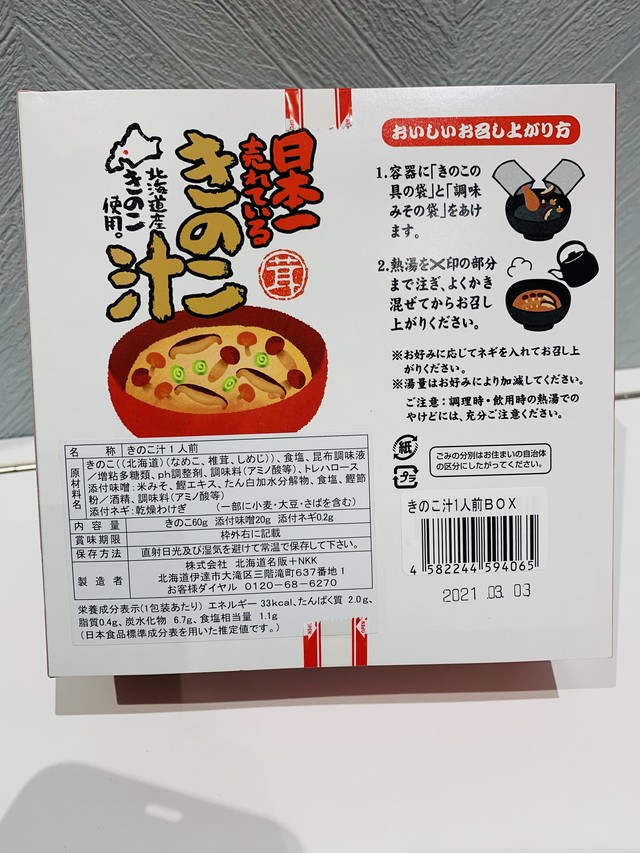 日本一
売れている
きのこ
汁
北海道産
きのこ
使用。
茸
おいしいお召し上がり方
1.容器に「きのこの
具の袋」と「調味
みその袋」をあけ
ます。
2.熱湯を✕印の部分
まで注ぎ、よくかき
混ぜてからお召し
上がりください。
※お好みに応じてネギを入れてお召し上
がりください。
※湯量はお好みにより加減してください。
ご注意:調理時・飲用時の熱湯での
やけどには、充分ご注意ください。
紙
プラ
ごみの分別はお住まいの自治体
の区分にしたがってください。
きのこ汁1人前BOX
4 582244 594065
2021 .03. 03
名 称 きのこ汁1人前
原材料名 きのこ((北海道)(なめこ、椎茸、しめじ))、食塩、昆布調味液
/増粘多糖類、ph調整剤、調味料(アミノ酸等)、トレハロース
添付味噌:米みそ、鰹エキス、たん白加水分解物、食塩、鰹節
粉/酒精、調味料(アミノ酸等)
添付ネギ:乾燥わけぎ (一部に小麦・大豆・さばを含む)
内 容 量 きのこ60g 添付味噌20g 添付ネギ0.2g
賞味期限 枠外右に記載
保存方法 直射日光及び湿気を避けて常温で保存して下さい。
製 造 者 株式会社 北海道名販+NKK
北海道伊達市大滝区三階滝町637番地1
お客様ダイヤル 0120-68-6270
栄養成分表示(1包装あたり) エネルギー 33kcal、たんぱく質 2.0g、
脂質0.4g、炭水化物 6.7g、食塩相当量 1.1g
(日本食品標準成分表を用いた推定値です。)